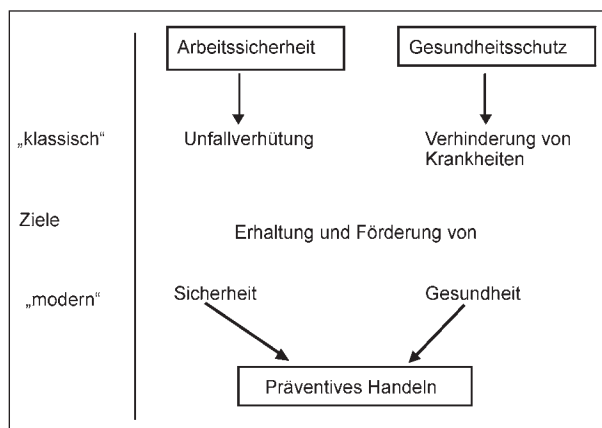 Arbeitssicherheit Gesundheitsschutz
„klassisch“ Unfallverhütung Verhinderung von
Krankheiten
Ziele
Erhaltung und Förderung von
„modern“ Sicherheit Gesundheit
Präventives Handeln